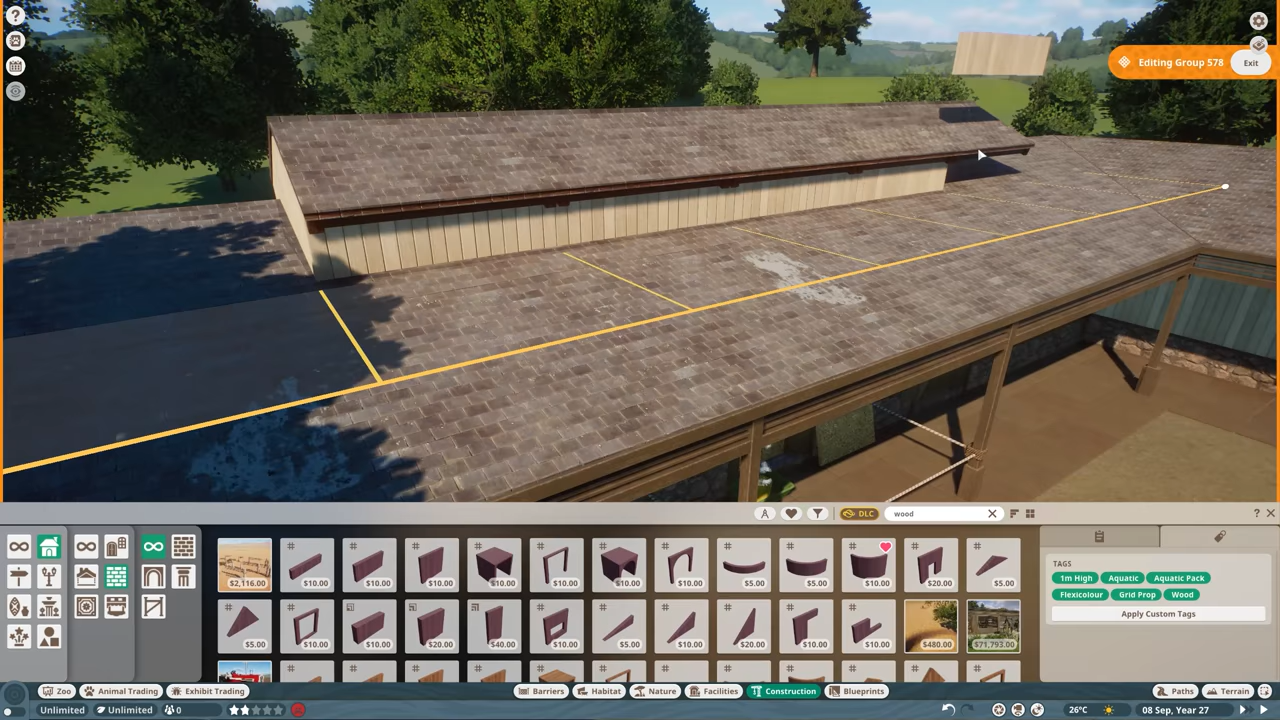 ?
Editing Group 578
Exit
DLC
wood
?
$2,116.00
$10.00
$10.00
$10.00
$10.00
$10.00
$10.00
$10.00
$5.00
$5.00
$10.00
$20.00
$5.00
$5.00
$10.00
$10.00
$20.00
$40.00
$10.00
$5.00
$10.00
$20.00
$10.00
$10.00
$480.00
$71,793.00
TAGS
1m High
Aquatic
Aquatic Pack
Flexicolour
Grid Prop
Wood
Apply Custom Tags
Zoo
Animal Trading
Exhibit Trading
Barriers
Habitat
Nature
Facilities
Construction
Blueprints
Paths
Terrain
Unlimited
Unlimited
0
26°C
08 Sep, Year 27